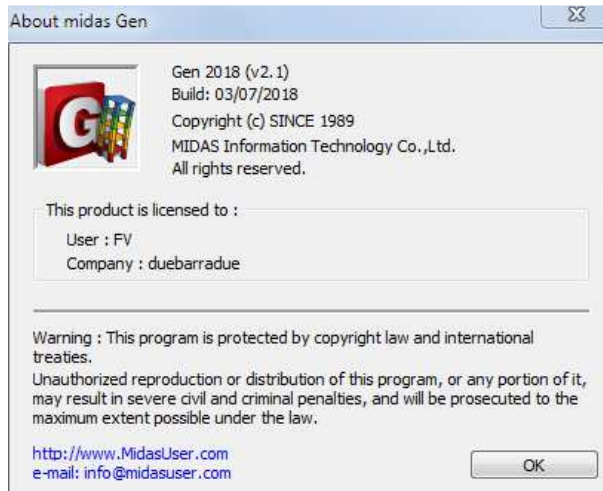 About midas Gen
Gen 2018 (v2.1)
Build: 03/07/2018
Copyright (c) SINCE 1989
MIDAS Information Technology Co.,Ltd.
All rights reserved.
G
This product is licensed to :
User : FV
Company : duebarradue
Warning : This program is protected by copyright law and international
treaties.
Unauthorized reproduction or distribution of this program, or any portion of it,
may result in severe civil and criminal penalties, and will be prosecuted to the
maximum extent possible under the law.
http://www.MidasUser.com
e-mail: info@midasuser.com
OK